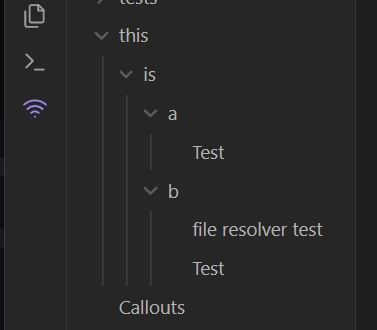 tests
this
is
a
Test
b
file resolver test
Test
Callouts